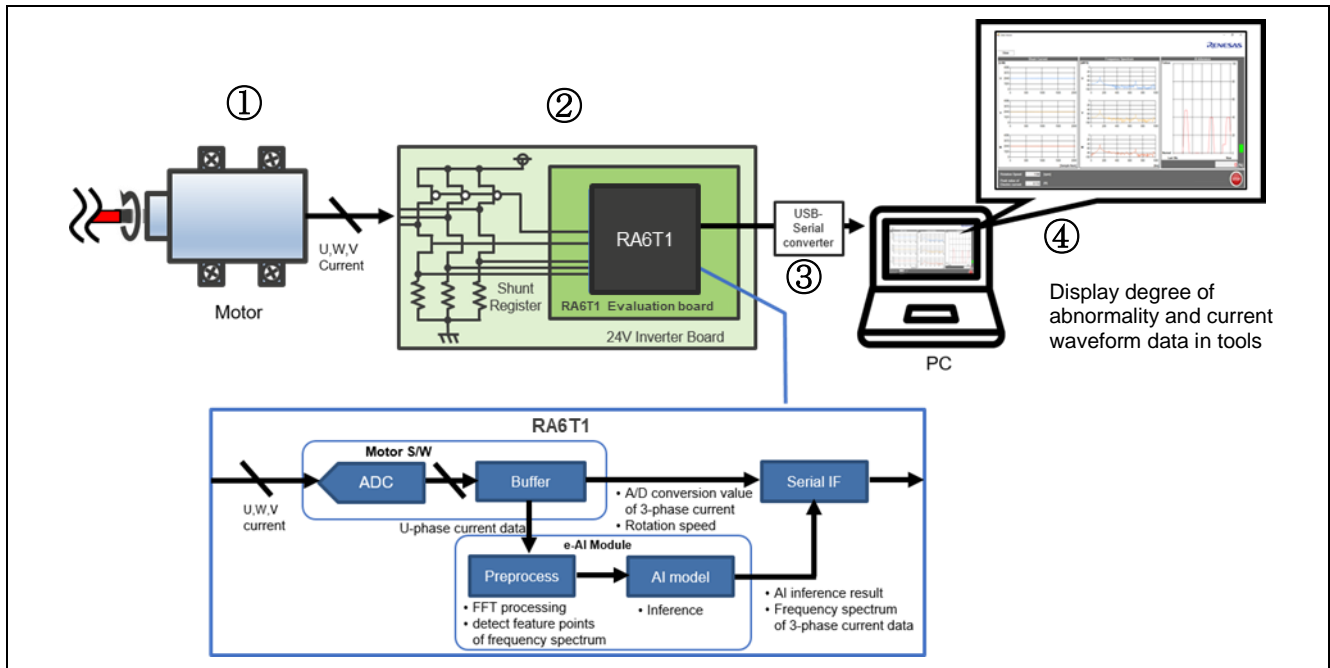 ①
②
RENESAS
U,W,V
Current
Motor
RA6T1
Shunt
Register
RA6T1 Evaluation board
24V Inverter Board
USB-
Serial
converter
③
④
PC
Display degree of
abnormality and current
waveform data in tools
RA6T1
Motor S/W
ADC
Buffer
Serial IF
U,W,V
current
U-phase current data
• A/D conversion value
of 3-phase current
• Rotation speed
e-AI Module
Preprocess
AI model
• FFT processing
• detect feature points
of frequency spectrum
• Inference
• AI inference result
• Frequency spectrum
of 3-phase current data